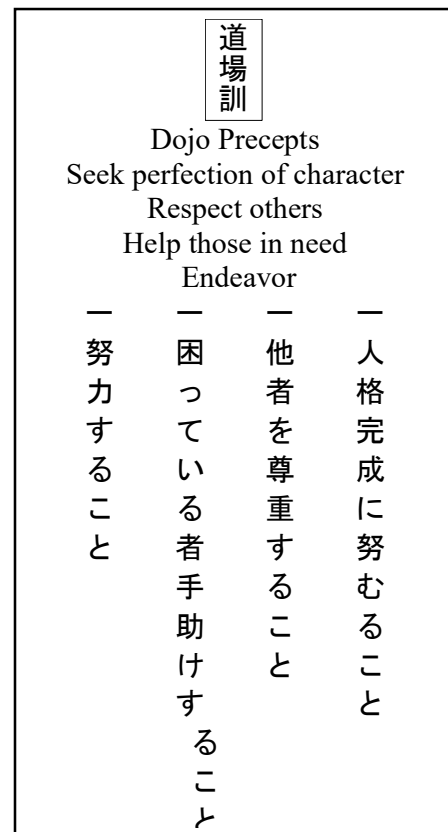 道場訓
Dojo Precepts
Seek perfection of character
Respect others
Help those in need
Endeavor
一人格完成に努むること
一他者を尊重すること
一困っている者手助けすること
一努力すること